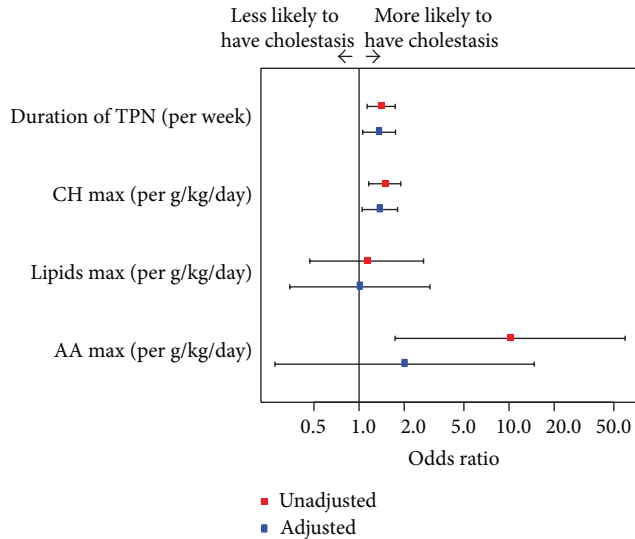 Less likely to More likely to
have cholestasis have cholestasis
← →
Duration of TPN (per week)
CH max (per g/kg/day)
Lipids max (per g/kg/day)
AA max (per g/kg/day)
0.5 1.0 2.0 5.0 10.0 50.0
Odds ratio
Unadjusted
Adjusted